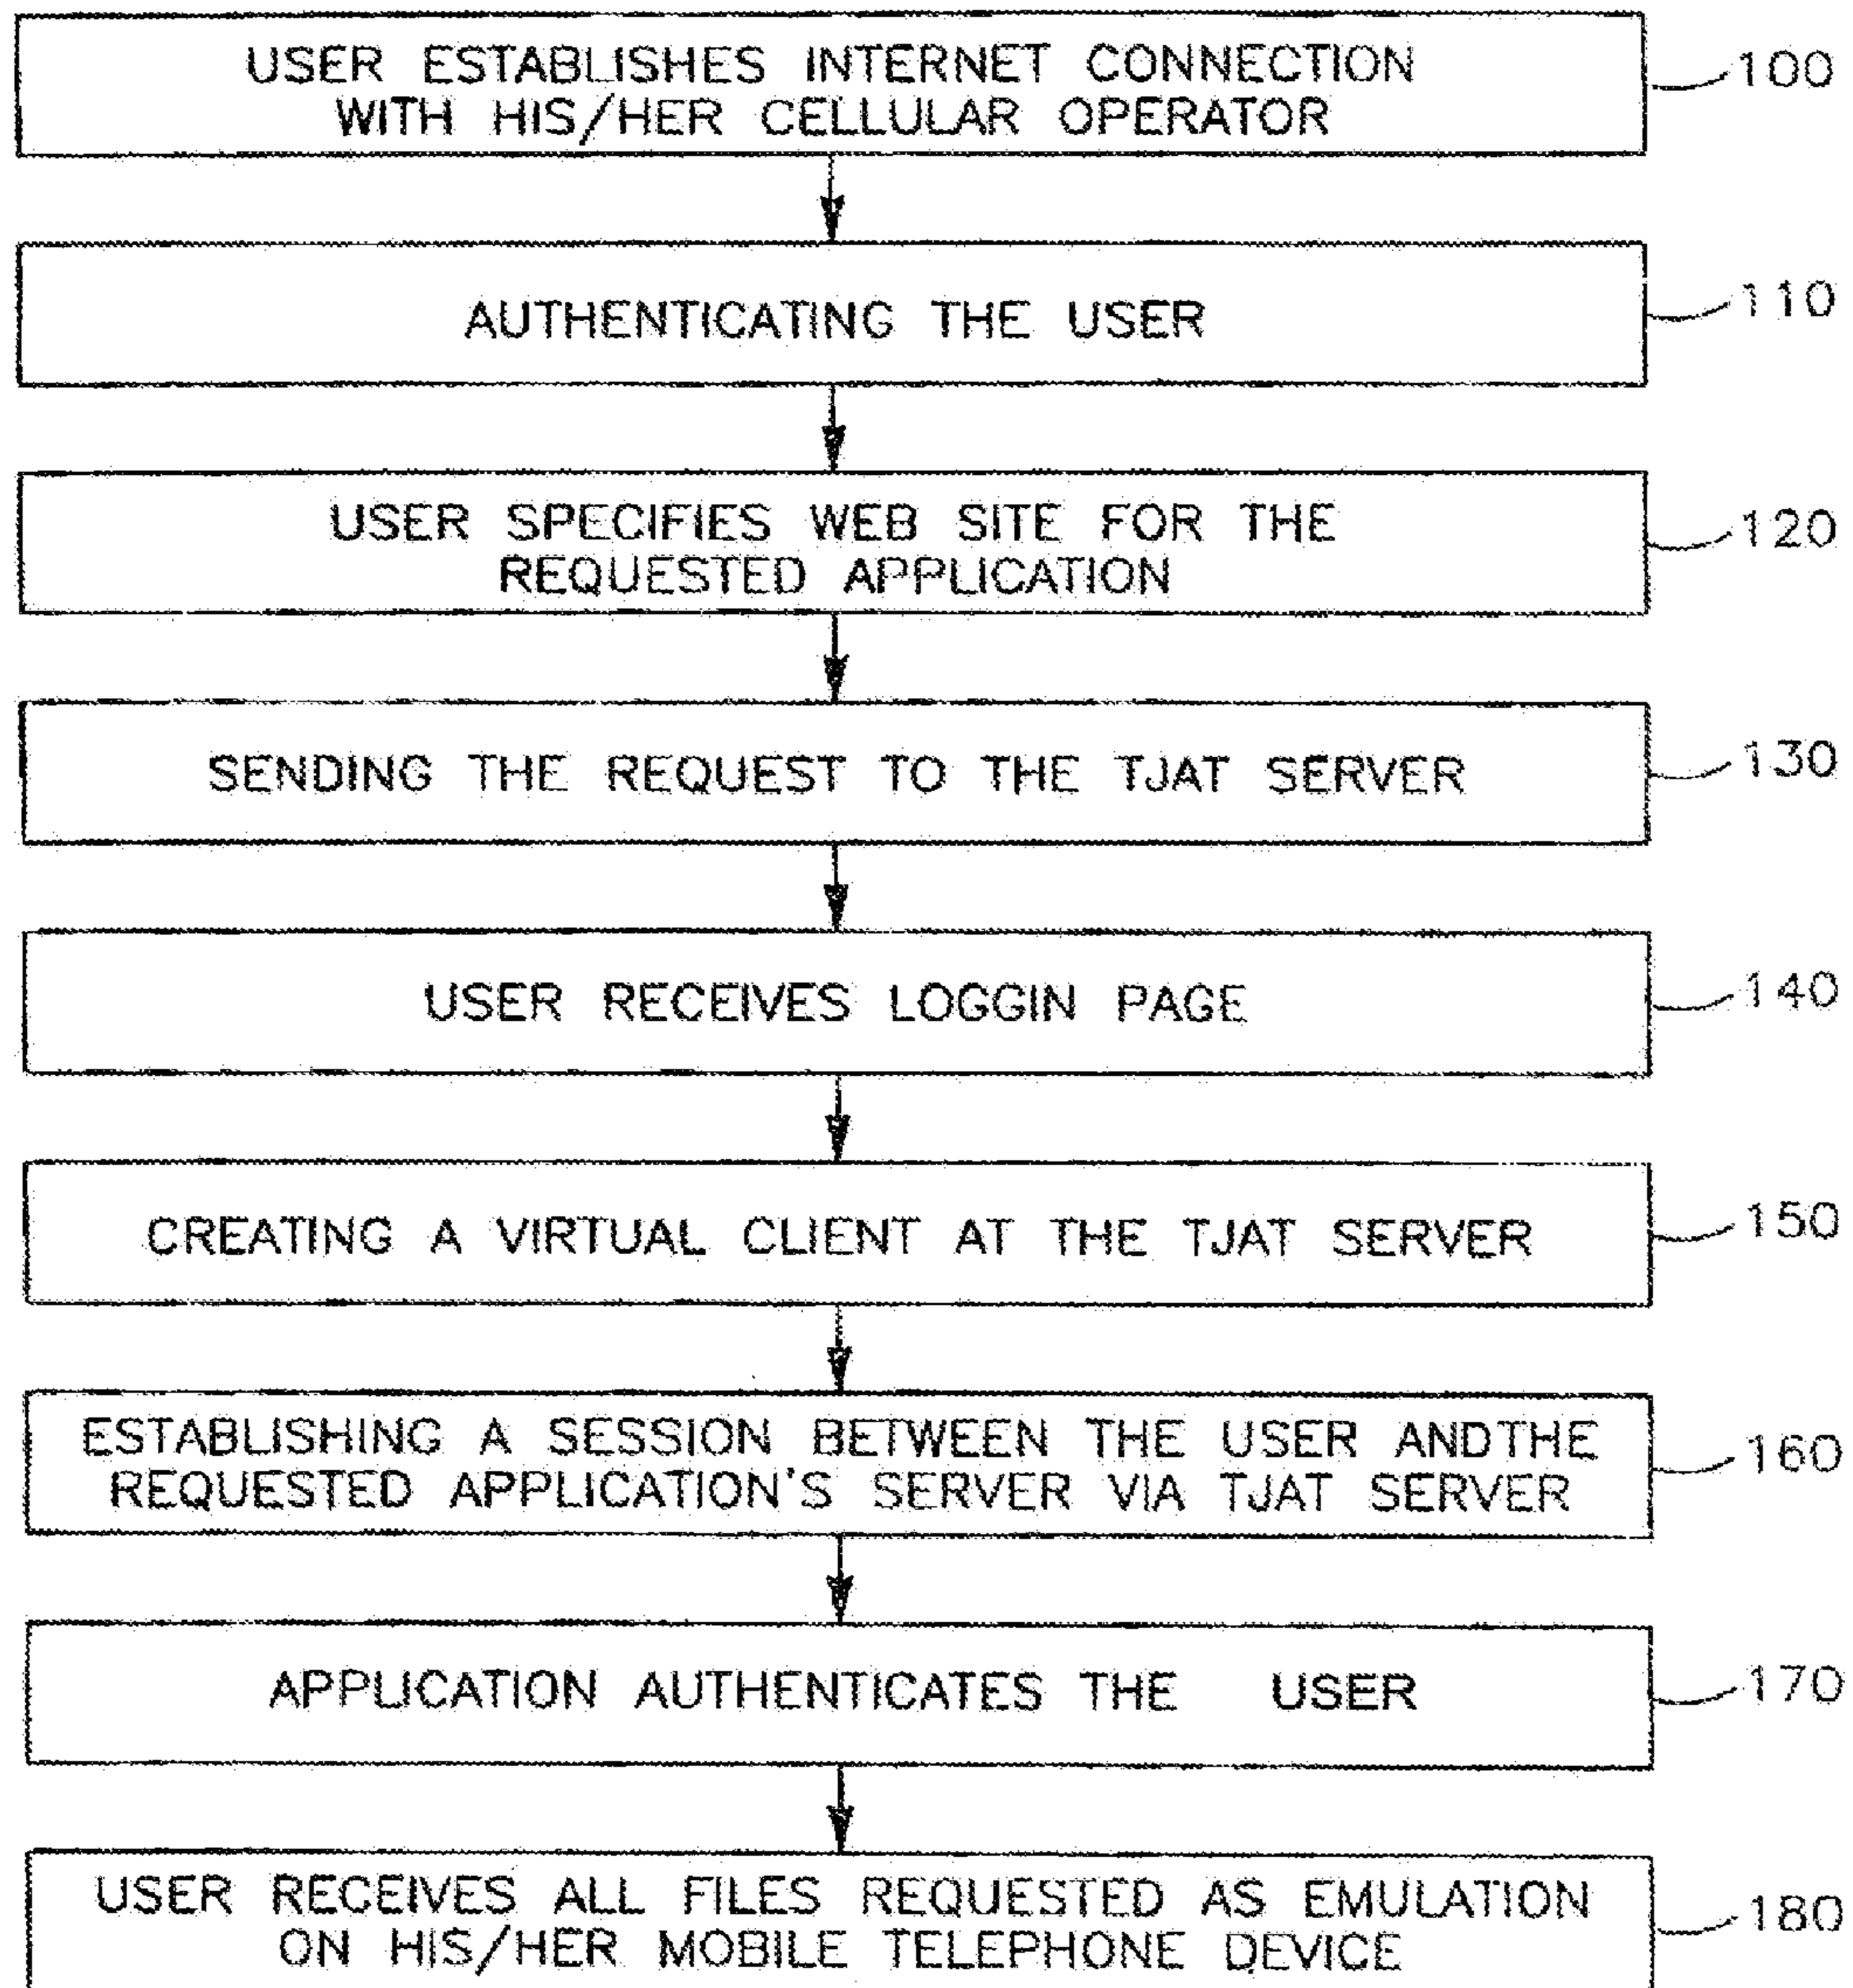 USER ESTABLISHES INTERNET CONNECTION
WITH HIS/HER CELLULAR OPERATOR
100
AUTHENTICATING THE USER
110
USER SPECIFIES WEB SITE FOR THE
REQUESTED APPLICATION
120
SENDING THE REQUEST TO THE TJAT SERVER
130
USER RECEIVES LOGGIN PAGE
140
CREATING A VIRTUAL CLIENT AT THE TJAT SERVER
150
ESTABLISHING A SESSION BETWEEN THE USER ANDTHE
REQUESTED APPLICATION'S SERVER VIA TJAT SERVER
160
APPLICATION AUTHENTICATES THE USER
170
USER RECEIVES ALL FILES REQUESTED AS EMULATION
ON HIS/HER MOBILE TELEPHONE DEVICE
180